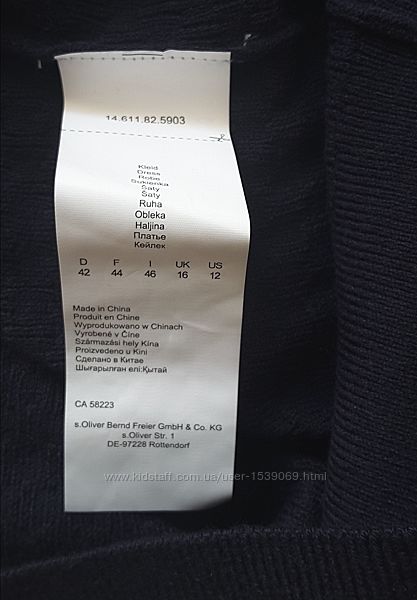 14.611.82.5903
Kleid
Dress
Robe
Sukienka
Šaty
Šaty
Ruha
Obleka
Haljina
Платье
Көйлек
D F I UK US
42 44 46 16 12
Made in China
Produit en Chine
Wyprodukowano w Chinach
Vyrobené v Číne
Származási hely Kína
Proizvedeno u Kini
Сделано в Китае
Шығарылған елі:Қытай
CA 58223
s.Oliver Bernd Freier GmbH & Co. KG
s.Oliver Str. 1
DE-97228 Rottendorf
www.kidstaff.com.ua/user-1539069.html